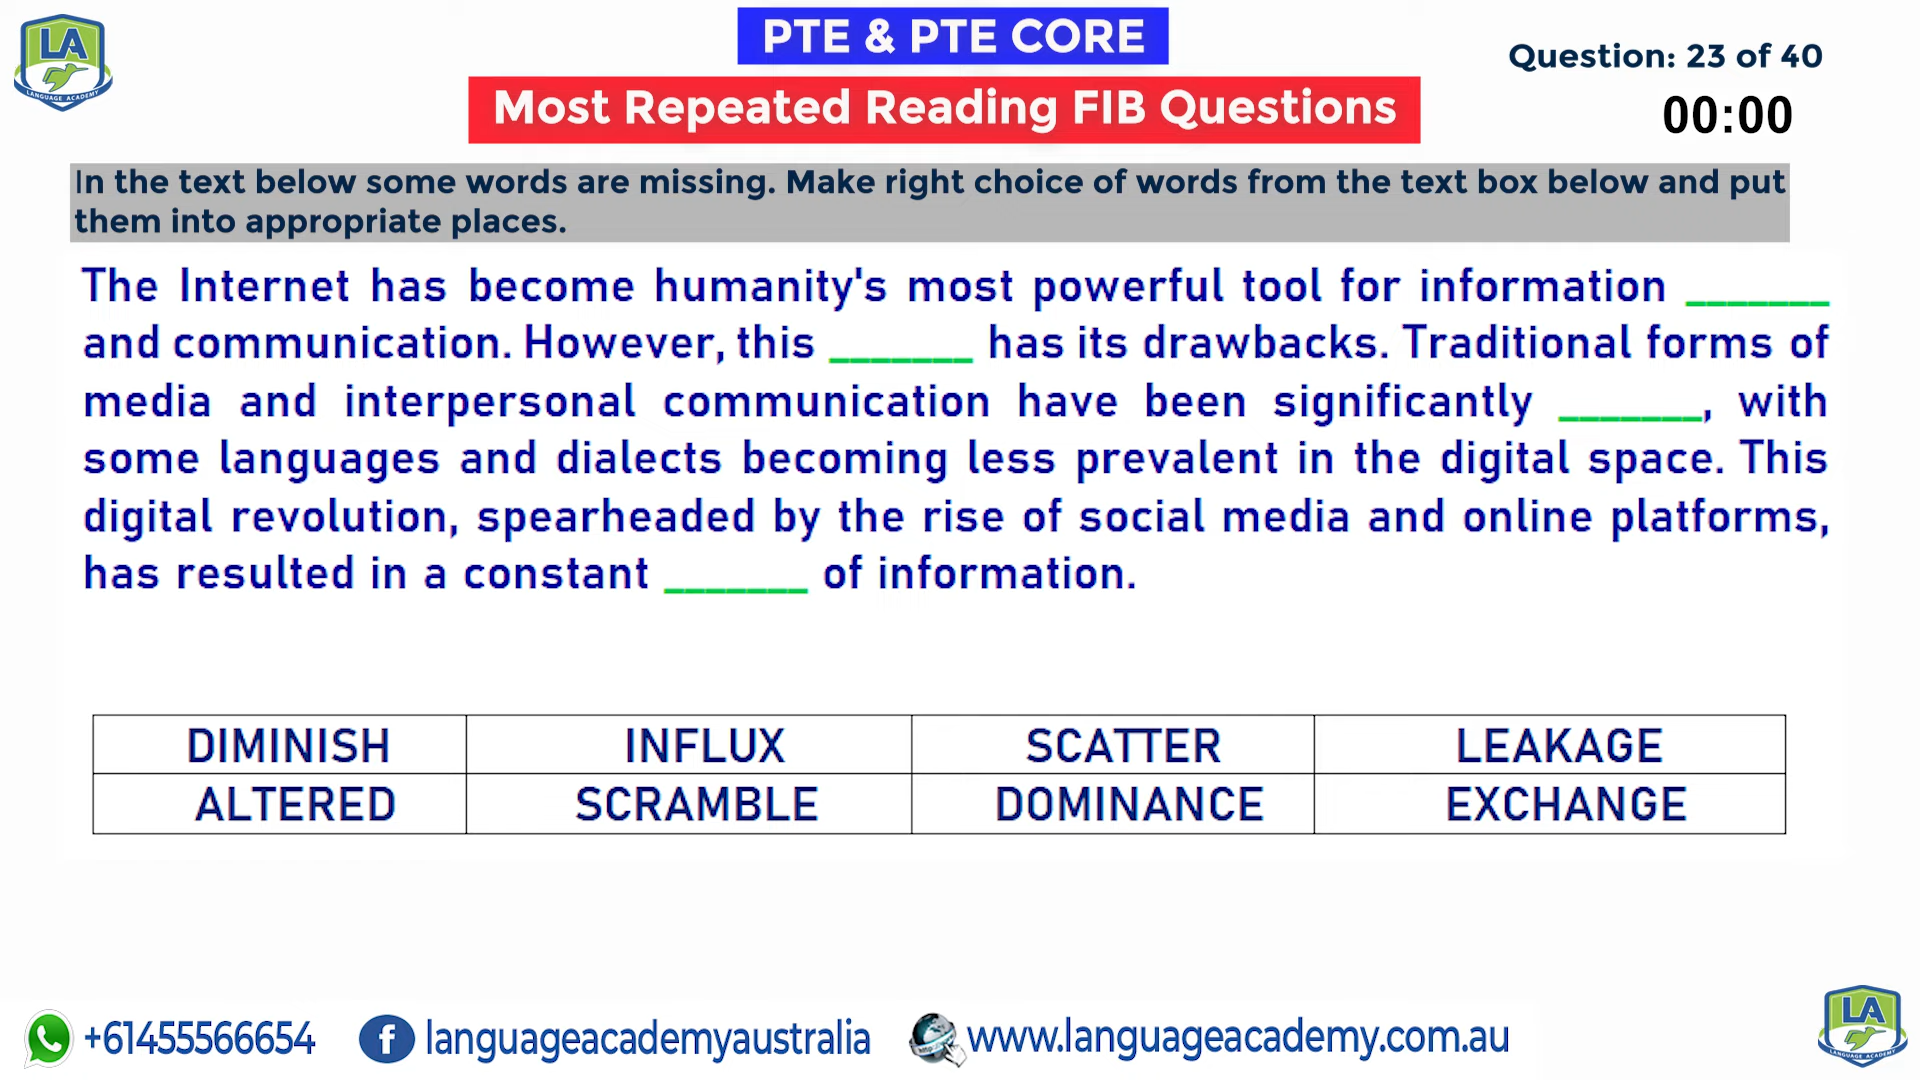 LA
LANGUAGE ACADEMY
PTE & PTE CORE
Most Repeated Reading FIB Questions
Question: 23 of 40
00:00
In the text below some words are missing. Make right choice of words from the text box below and put
them into appropriate places.
The Internet has become humanity's most powerful tool for information _______
and communication. However, this _______ has its drawbacks. Traditional forms of
media and interpersonal communication have been significantly _______, with
some languages and dialects becoming less prevalent in the digital space. This
digital revolution, spearheaded by the rise of social media and online platforms,
has resulted in a constant _______ of information.
DIMINISH INFLUX SCATTER LEAKAGE
ALTERED SCRAMBLE DOMINANCE EXCHANGE
+61455566654 languageacademyaustralia www.languageacademy.com.au
LA
LANGUAGE ACADEMY